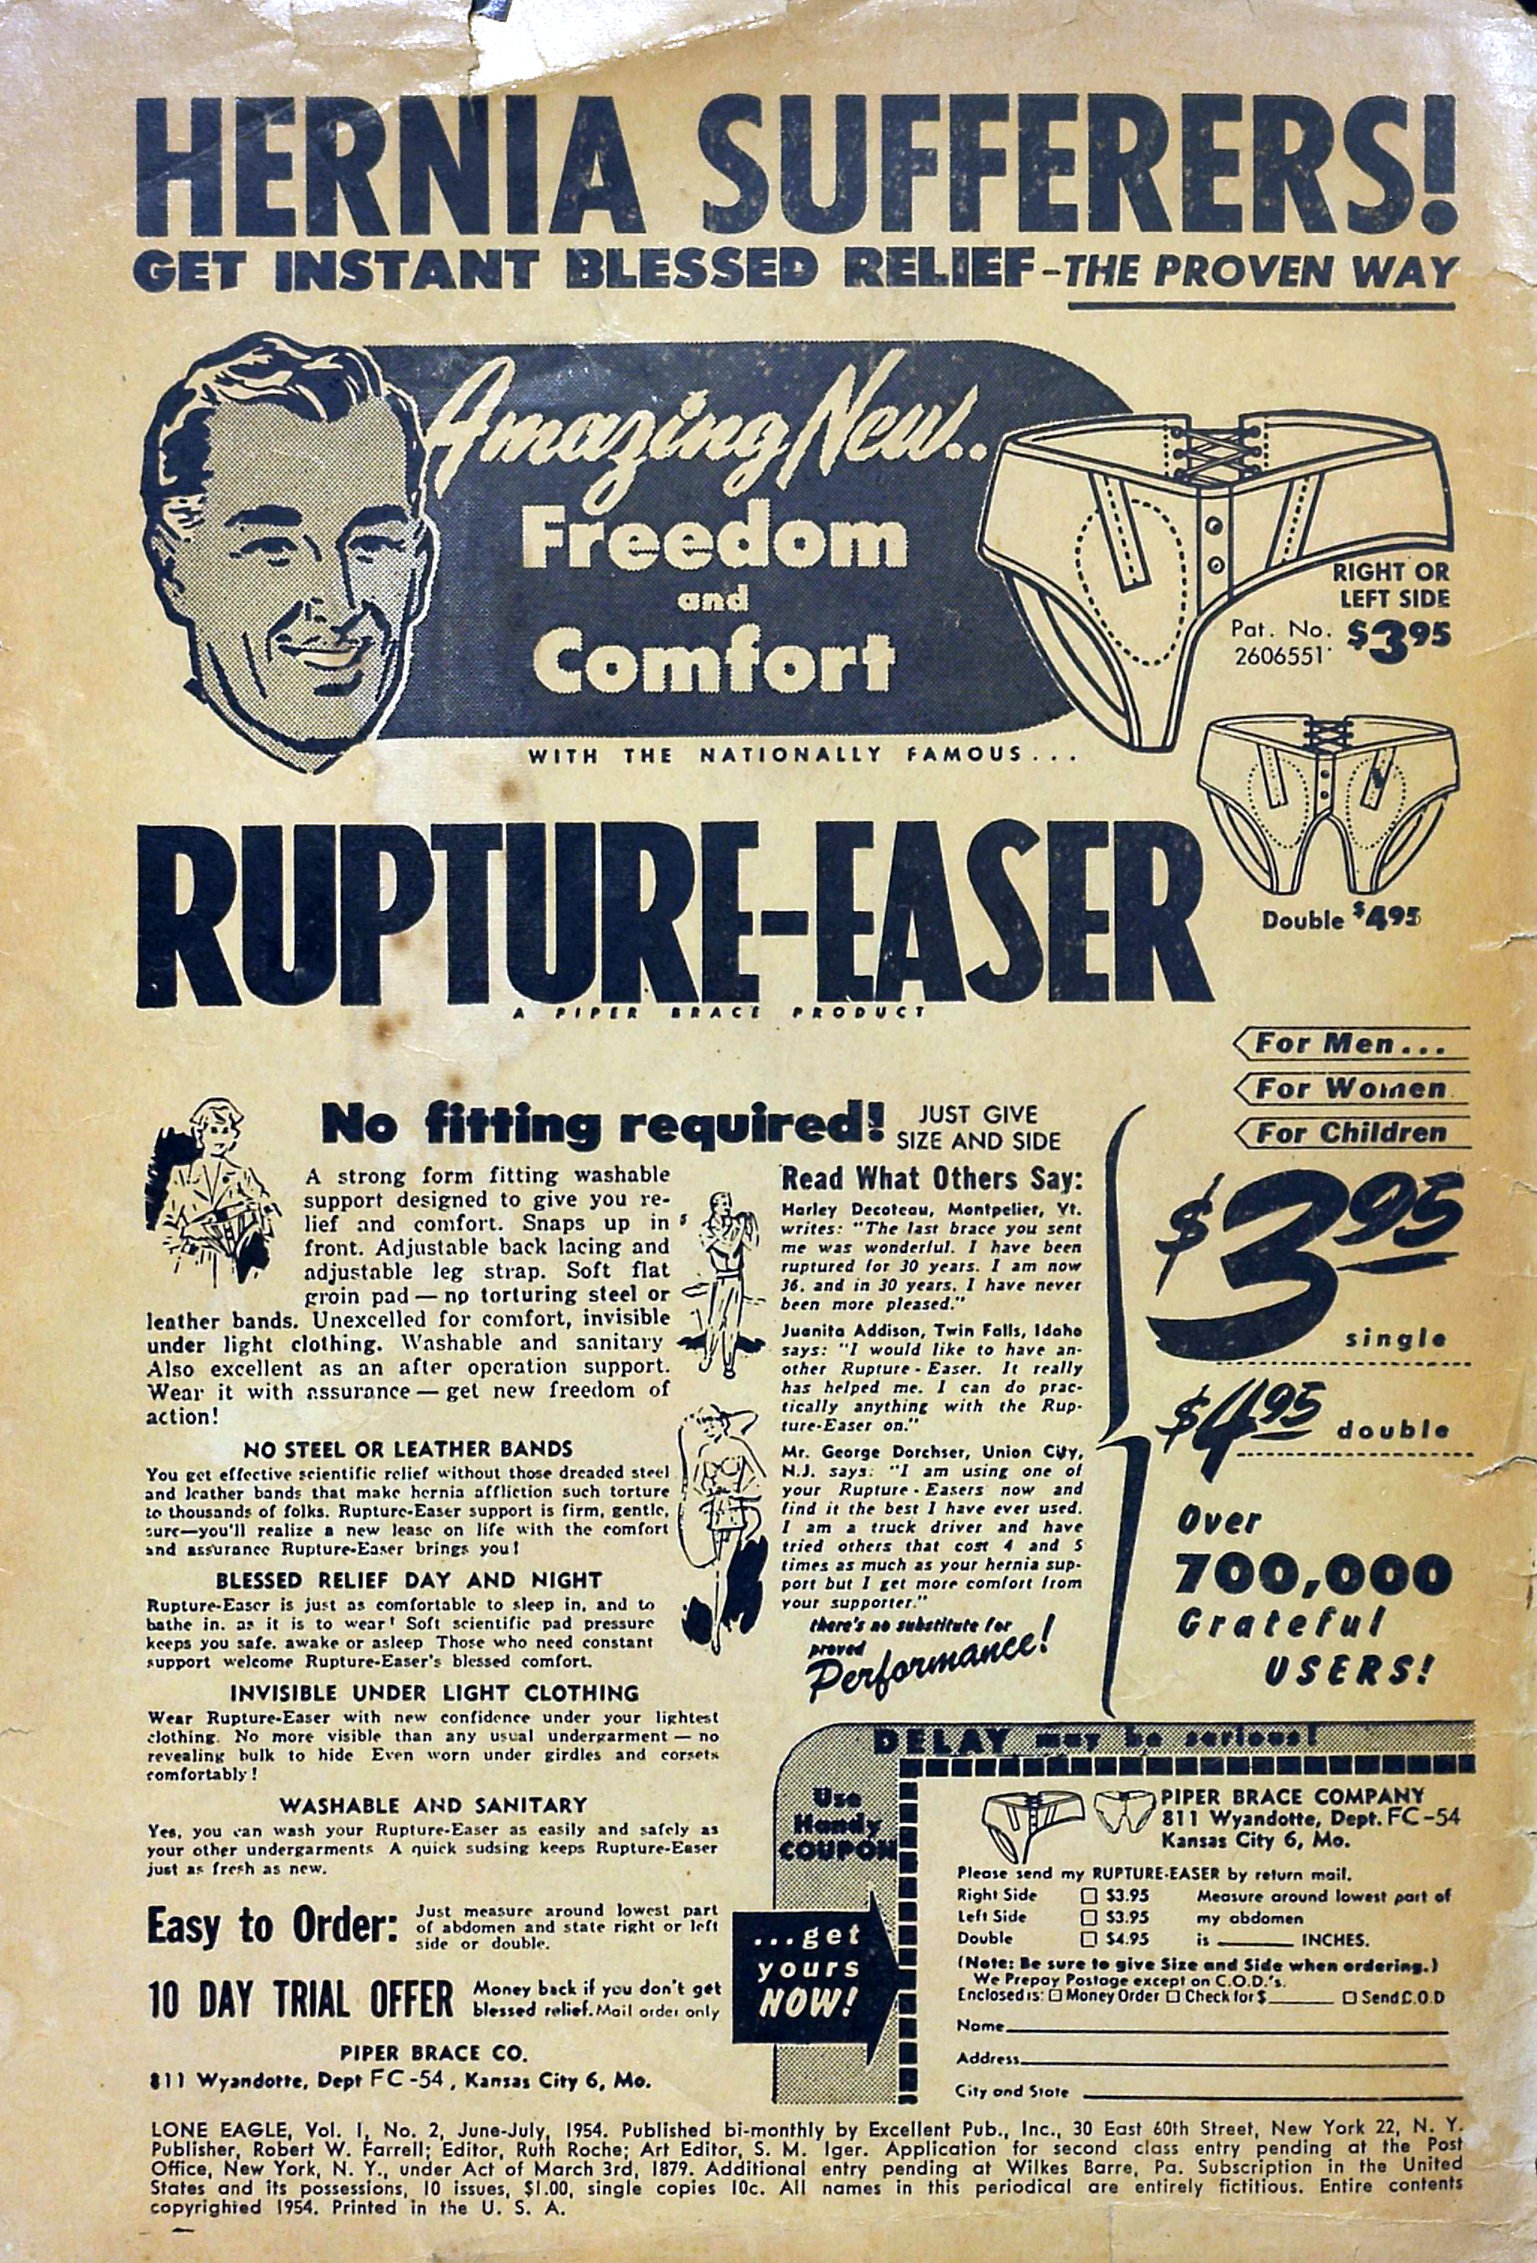 HERNIA SUFFERERS!
GET INSTANT BLESSED RELIEF-THE PROVEN WAY
Amazing New..
Freedom
and
Comfort
WITH THE NATIONALLY FAMOUS...
RIGHT OR
LEFT SIDE
Pat. No.
2606551
$3.95
Double $4.95
RUPTURE-EASER
A PIPER BRACE PRODUCT
For Men...
For Women
For Children
No fitting required!
JUST GIVE
SIZE AND SIDE
A strong form fitting washable
support designed to give you re-
lief and comfort. Snaps up in
front. Adjustable back lacing and
adjustable leg strap. Soft flat
groin pad — no torturing steel or
leather bands. Unexcelled for comfort, invisible
under light clothing. Washable and sanitary
Also excellent as an after operation support.
Wear it with assurance — get new freedom of
action!
NO STEEL OR LEATHER BANDS
You get effective scientific relief without those dreaded steel
and leather bands that make hernia affliction such torture
to thousands of folks. Rupture-Easer support is firm, gentle,
sure—you'll realize a new lease on life with the comfort
and assurance Rupture-Easer brings you!
BLESSED RELIEF DAY AND NIGHT
Rupture-Easer is just as comfortable to sleep in, and to
bathe in, as it is to wear! Soft scientific pad pressure
keeps you safe, awake or asleep Those who need constant
support welcome Rupture-Easer's blessed comfort.
INVISIBLE UNDER LIGHT CLOTHING
Wear Rupture-Easer with new confidence under your lightest
clothing. No more visible than any usual undergarment — no
revealing bulk to hide Even worn under girdles and corsets
comfortably!
WASHABLE AND SANITARY
Yes, you can wash your Rupture-Easer as easily and safely as
your other undergarments A quick sudsing keeps Rupture-Easer
just as fresh as new.
Easy to Order:
Just measure around lowest part
of abdomen and state right or left
side or double.
10 DAY TRIAL OFFER
Money back if you don't get
blessed relief. Mail order only
PIPER BRACE CO.
811 Wyandotte, Dept FC-54, Kansas City 6, Mo.
Read What Others Say:
Harley Decoteau, Montpelier, Vt.
writes: "The last brace you sent
me was wonderful. I have been
ruptured for 30 years. I am now
36, and in 30 years, I have never
been more pleased."
Juanita Addison, Twin Falls, Idaho
says: "I would like to have an-
other Rupture-Easer. It really
has helped me. I can do prac-
tically anything with the Rup-
ture-Easer on."
Mr. George Dorchser, Union City,
N.J. says: "I am using one of
your Rupture-Easers now and
find it the best I have ever used.
I am a truck driver and have
tried others that cost 4 and 5
times as much as your hernia sup-
port but I get more comfort from
your supporter."
there's no substitute for
proved
Performance!
$3.95
single
$4.95 double
Over
700,000
Grateful
USERS!
DELAY may be serious!
Use
Handy
COUPON
...get
yours
NOW!
PIPER BRACE COMPANY
811 Wyandotte, Dept. FC-54
Kansas City 6, Mo.
Please send my RUPTURE-EASER by return mail.
Right Side □ $3.95 Measure around lowest part of
Left Side □ $3.95 my abdomen
Double □ $4.95 is ______ INCHES.
(Note: Be sure to give Size and Side when ordering.)
We Prepay Postage except on C.O.D.'s.
Enclosed is: □ Money Order □ Check for $______ □ Send C.O.D
Name
Address
City and State
LONE EAGLE, Vol. I, No. 2, June-July, 1954. Published bi-monthly by Excellent Pub., Inc., 30 East 60th Street, New York 22, N. Y.
Publisher, Robert W. Farrell; Editor, Ruth Roche; Art Editor, S. M. Iger. Application for second class entry pending at the Post
Office, New York, N. Y., under Act of March 3rd, 1879. Additional entry pending at Wilkes Barre, Pa. Subscription in the United
States and its possessions, 10 issues, $1.00, single copies 10c. All names in this periodical are entirely fictitious. Entire contents
copyrighted 1954. Printed in the U. S. A.